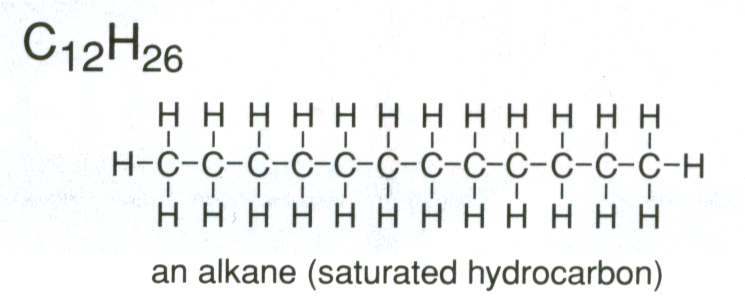 C₁₂H₂₆
H H H H H H H H H H H H
H-C-C-C-C-C-C-C-C-C-C-C-C-H
H H H H H H H H H H H H
an alkane (saturated hydrocarbon)